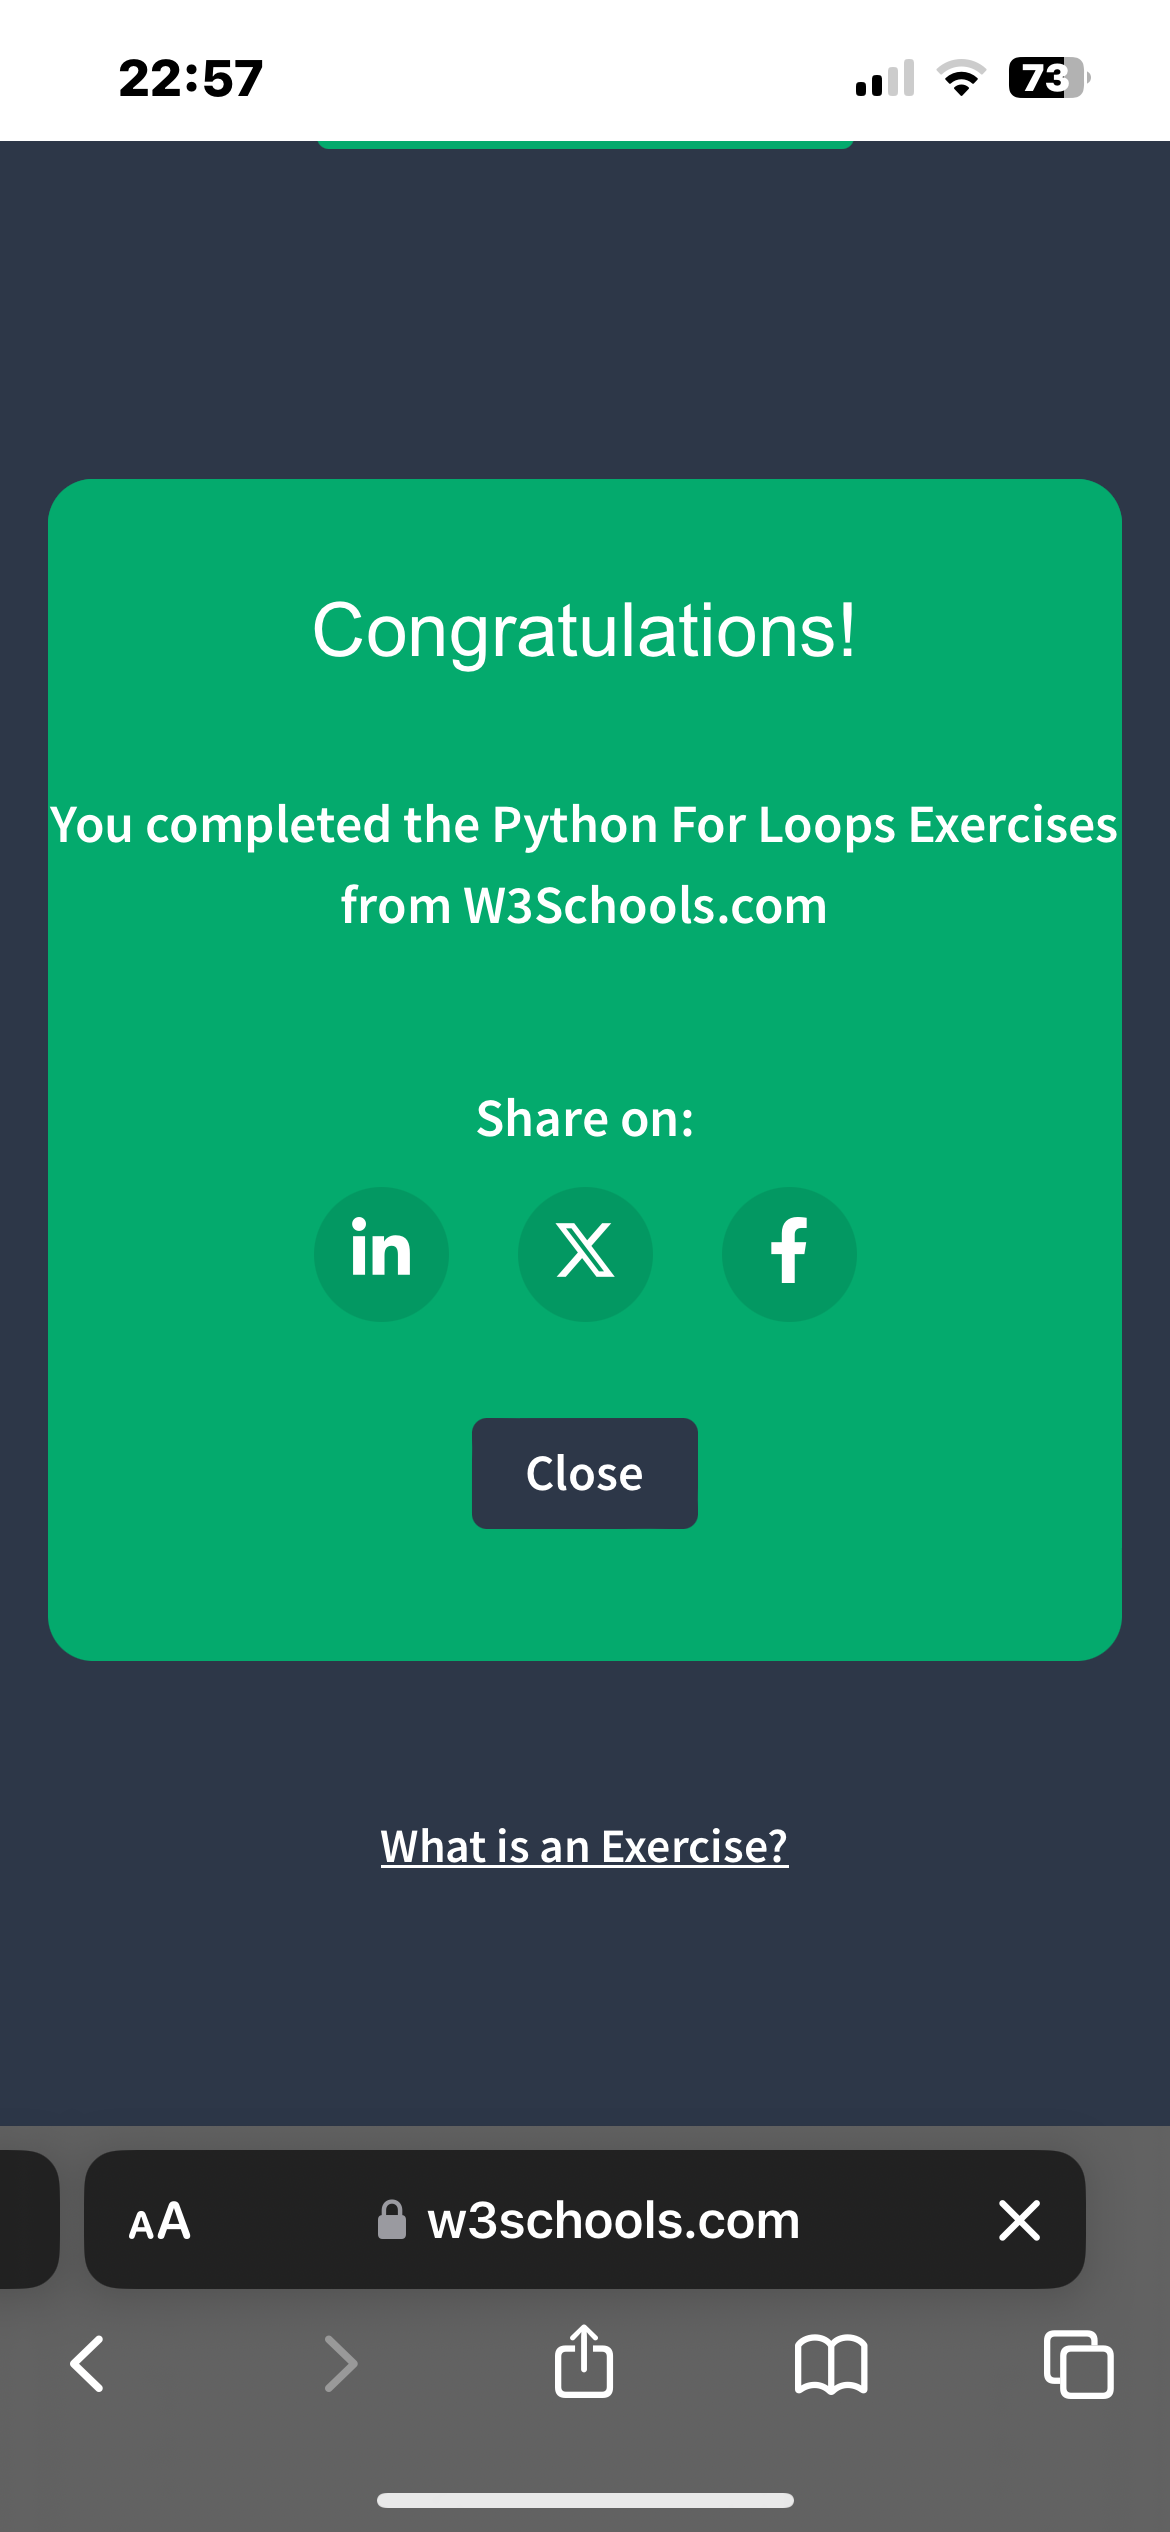 22:57
73
Congratulations!
You completed the Python For Loops Exercises
from W3Schools.com
Share on:
in X f
Close
What is an Exercise?
AA w3schools.com